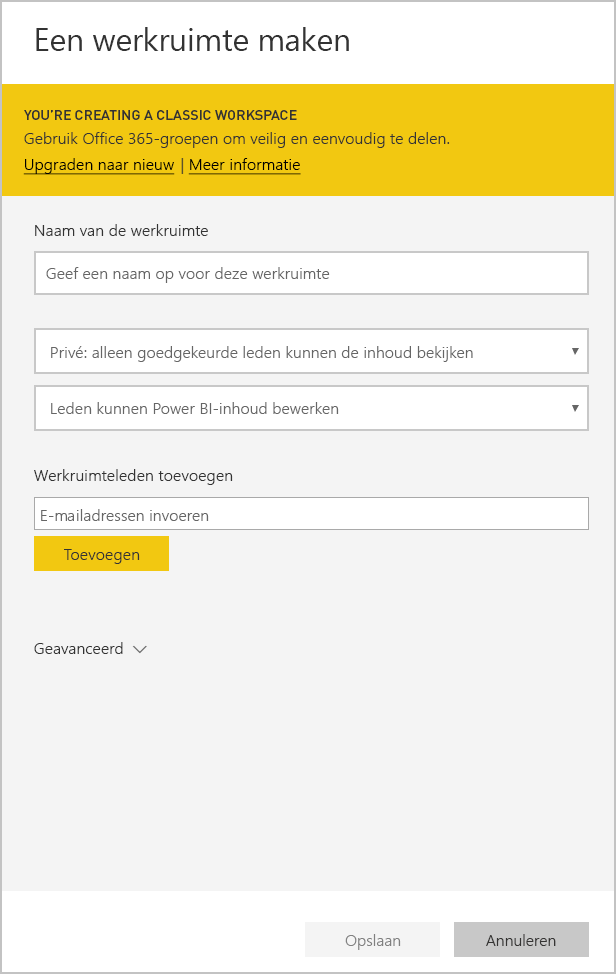 Een werkruimte maken
YOU'RE CREATING A CLASSIC WORKSPACE
Gebruik Office 365-groepen om veilig en eenvoudig te delen.
Upgraden naar nieuw | Meer informatie
Naam van de werkruimte
Geef een naam op voor deze werkruimte
Privé: alleen goedgekeurde leden kunnen de inhoud bekijken
Leden kunnen Power BI-inhoud bewerken
Werkruimteleden toevoegen
E-mailadressen invoeren
Toevoegen
Geavanceerd
Opslaan Annuleren